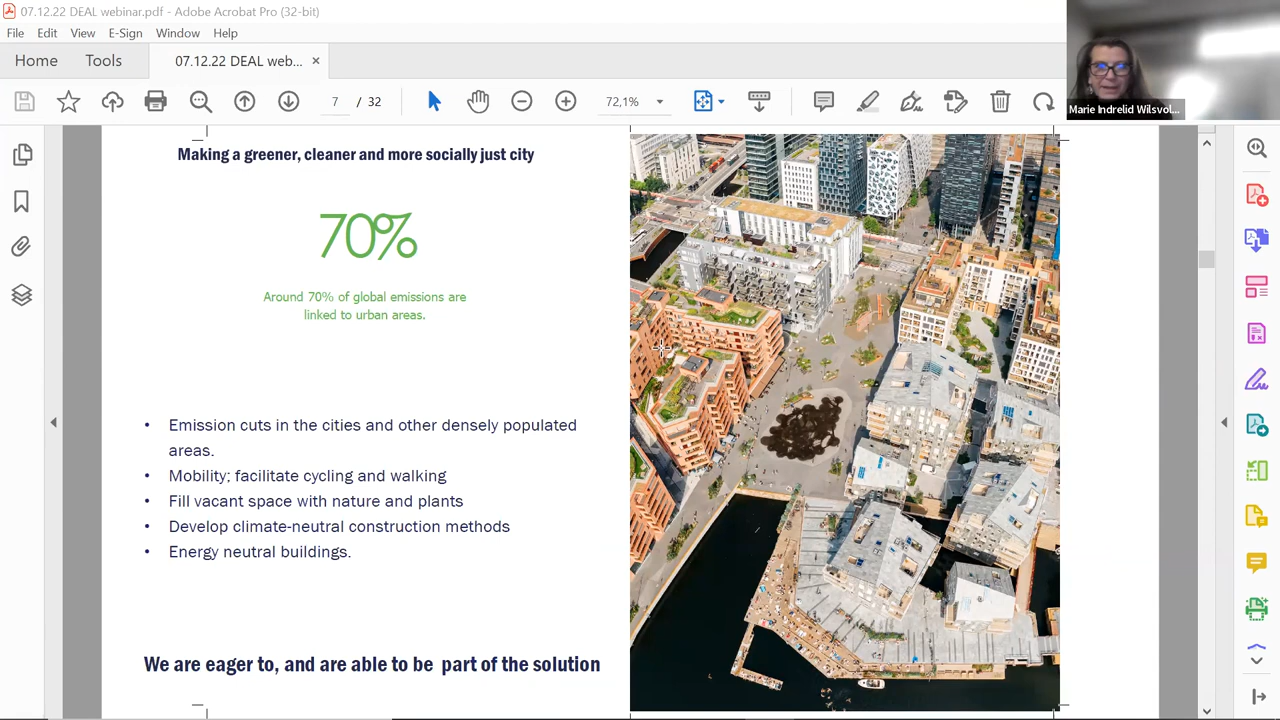 07.12.22 DEAL webinar.pdf - Adobe Acrobat Pro (32-bit)
File Edit View E-Sign Window Help
Home Tools 07.12.22 DEAL web... ×
7 / 32 72,1%
Marie Indrelid Wilsvol...
Making a greener, cleaner and more socially just city
70%
Around 70% of global emissions are
linked to urban areas.
• Emission cuts in the cities and other densely populated
areas.
• Mobility; facilitate cycling and walking
• Fill vacant space with nature and plants
• Develop climate-neutral construction methods
• Energy neutral buildings.
We are eager to, and are able to be part of the solution